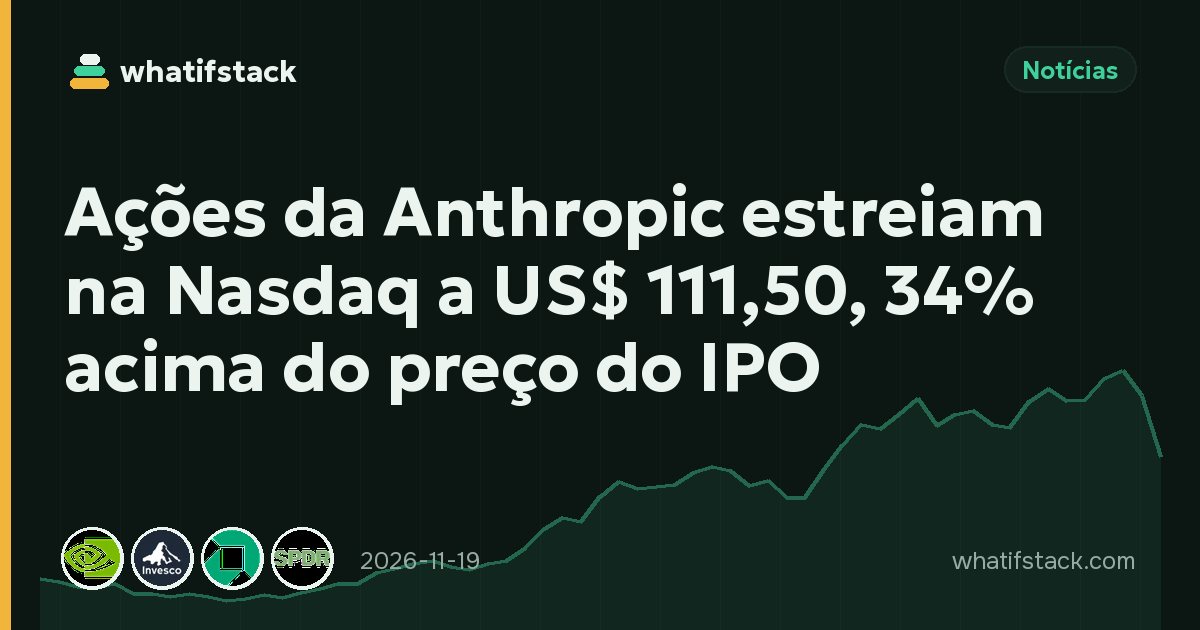 whatifstack
Notícias
Ações da Anthropic estreiam
na Nasdaq a US$ 111,50, 34%
acima do preço do IPO
Invesco
SPDR
2026-11-19
whatifstack.com